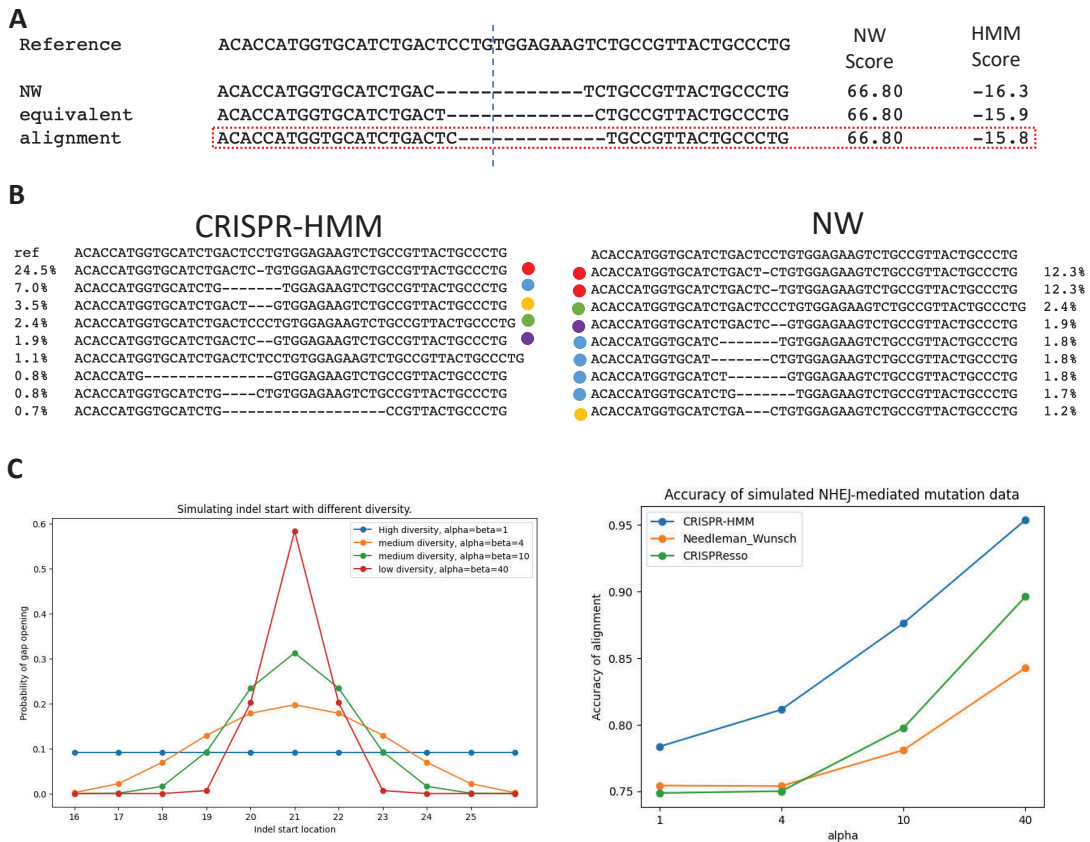 A
Reference ACACCATGGTGCATCTGACTCCTGTGGAGAAGTCTGCCGTTACTGCCCTG NW Score HMM Score
NW ACACCATGGTGCATCTGAC-------------TCTGCCGTTACTGCCCTG 66.80 -16.3
equivalent ACACCATGGTGCATCTGACT-------------CTGCCGTTACTGCCCTG 66.80 -15.9
alignment ACACCATGGTGCATCTGACTC-------------TGCCGTTACTGCCCTG 66.80 -15.8
B
CRISPR-HMM
ref ACACCATGGTGCATCTGACTCCTGTGGAGAAGTCTGCCGTTACTGCCCTG
24.5% ACACCATGGTGCATCTGACTC-TGTGGAGAAGTCTGCCGTTACTGCCCTG
7.0% ACACCATGGTGCATCTG-------TGGAGAAGTCTGCCGTTACTGCCCTG
3.5% ACACCATGGTGCATCTGACT---GTGGAGAAGTCTGCCGTTACTGCCCTG
2.4% ACACCATGGTGCATCTGACTCCCTGTGGAGAAGTCTGCCGTTACTGCCCTG
1.9% ACACCATGGTGCATCTGACTC--GTGGAGAAGTCTGCCGTTACTGCCCTG
1.1% ACACCATGGTGCATCTGACTCTCCTGTGGAGAAGTCTGCCGTTACTGCCCTG
0.8% ACACCATG---------------GTGGAGAAGTCTGCCGTTACTGCCCTG
0.8% ACACCATGGTGCATCTG----CTGTGGAGAAGTCTGCCGTTACTGCCCTG
0.7% ACACCATGGTGCATCTG-------------------CCGTTACTGCCCTG
NW
ACACCATGGTGCATCTGACTCCTGTGGAGAAGTCTGCCGTTACTGCCCTG
ACACCATGGTGCATCTGACT-CTGTGGAGAAGTCTGCCGTTACTGCCCTG 12.3%
ACACCATGGTGCATCTGACTC-TGTGGAGAAGTCTGCCGTTACTGCCCTG 12.3%
ACACCATGGTGCATCTGACTCCCTGTGGAGAAGTCTGCCGTTACTGCCCTG 2.4%
ACACCATGGTGCATCTGACTC--GTGGAGAAGTCTGCCGTTACTGCCCTG 1.9%
ACACCATGGTGCATC-------TGTGGAGAAGTCTGCCGTTACTGCCCTG 1.8%
ACACCATGGTGCAT-------CTGTGGAGAAGTCTGCCGTTACTGCCCTG 1.8%
ACACCATGGTGCATCT-------GTGGAGAAGTCTGCCGTTACTGCCCTG 1.8%
ACACCATGGTGCATCTG-------TGGAGAAGTCTGCCGTTACTGCCCTG 1.7%
ACACCATGGTGCATCTGA---CTGTGGAGAAGTCTGCCGTTACTGCCCTG 1.2%
C
Simulating indel start with different diversity.
Probability of gap opening
0.6
0.5
0.4
0.3
0.2
0.1
0.0
High diversity, alpha=beta=1
medium diversity, alpha=beta=4
medium diversity, alpha=beta=10
low diversity, alpha=beta=40
16 17 18 19 20 21 22 23 24 25
Indel start location
Accuracy of simulated NHEJ-mediated mutation data
Accuracy of alignment
0.95
0.90
0.85
0.80
0.75
CRISPR-HMM
Needleman_Wunsch
CRISPResso
1 4 10 40
alpha